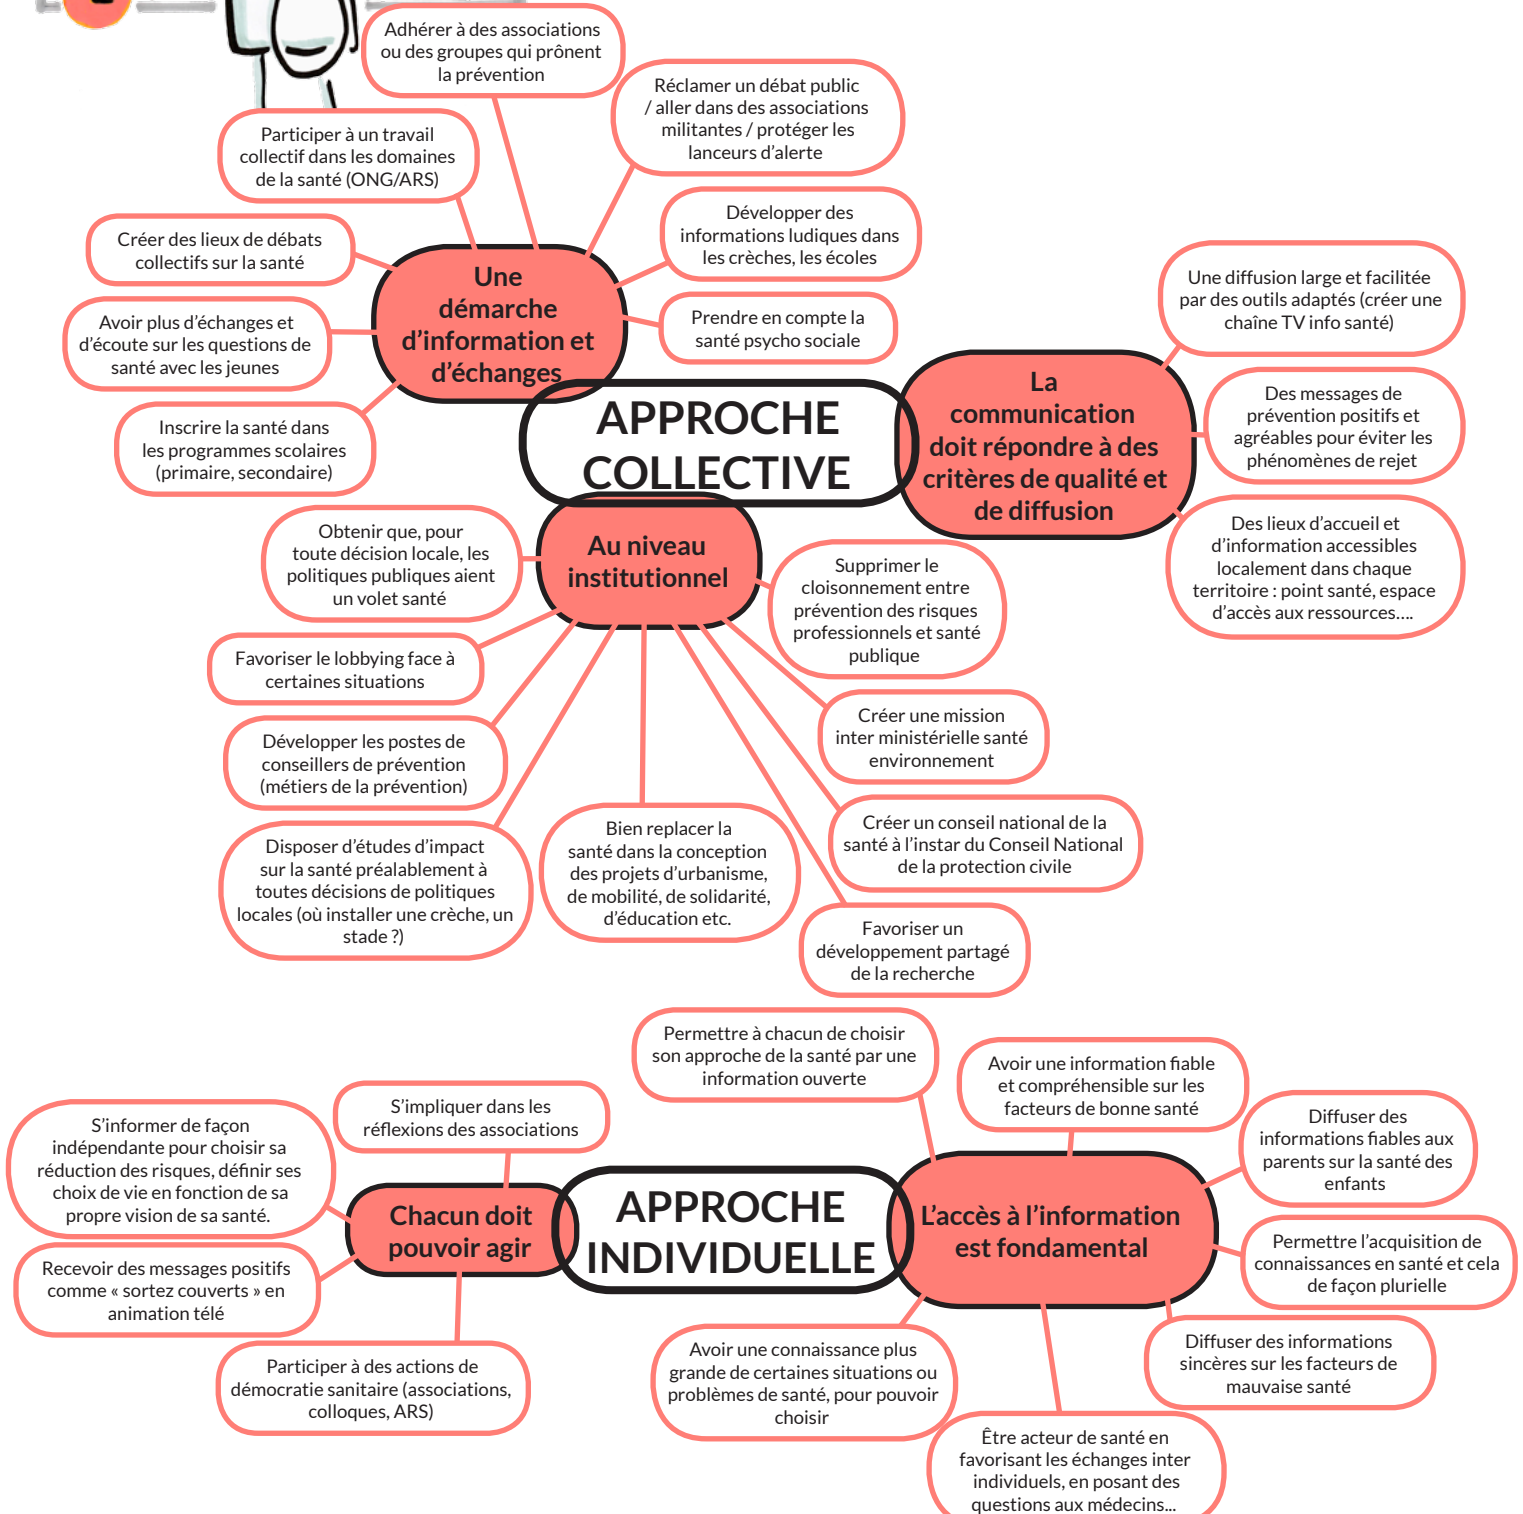 Adhérer à des associations
ou des groupes qui prônent
la prévention
Réclamer un débat public
/ aller dans des associations
militantes / protéger les
lanceurs d’alerte
Participer à un travail
collectif dans les domaines
de la santé (ONG/ARS)
Développer des
informations ludiques dans
les crèches, les écoles
Créer des lieux de débats
collectifs sur la santé
Prendre en compte la
santé psycho sociale
Avoir plus d’échanges et
d’écoute sur les questions de
santé avec les jeunes
Inscrire la santé dans
les programmes scolaires
(primaire, secondaire)
Une
démarche
d’information et
d’échanges
APPROCHE
COLLECTIVE
La
communication
doit répondre à des
critères de qualité et
de diffusion
Une diffusion large et facilitée
par des outils adaptés (créer une
chaîne TV info santé)
Des messages de
prévention positifs et
agréables pour éviter les
phénomènes de rejet
Des lieux d’accueil et
d’information accessibles
localement dans chaque
territoire : point santé, espace
d’accès aux ressources....
Au niveau
institutionnel
Obtenir que, pour
toute décision locale, les
politiques publiques aient
un volet santé
Favoriser le lobbying face à
certaines situations
Développer les postes de
conseillers de prévention
(métiers de la prévention)
Disposer d’études d’impact
sur la santé préalablement à
toutes décisions de politiques
locales (où installer une crèche, un
stade ?)
Bien replacer la
santé dans la conception
des projets d’urbanisme,
de mobilité, de solidarité,
d’éducation etc.
Supprimer le
cloisonnement entre
prévention des risques
professionnels et santé
publique
Créer une mission
inter ministérielle santé
environnement
Créer un conseil national de la
santé à l’instar du Conseil National
de la protection civile
Favoriser un
développement partagé
de la recherche
Permettre à chacun de choisir
son approche de la santé par une
information ouverte
Avoir une information fiable
et compréhensible sur les
facteurs de bonne santé
Diffuser des
informations fiables aux
parents sur la santé des
enfants
S’impliquer dans les
réflexions des associations
S’informer de façon
indépendante pour choisir sa
réduction des risques, définir ses
choix de vie en fonction de sa
propre vision de sa santé.
Chacun doit
pouvoir agir
APPROCHE
INDIVIDUELLE
L’accès à l’information
est fondamental
Recevoir des messages positifs
comme « sortez couverts » en
animation télé
Participer à des actions de
démocratie sanitaire (associations,
colloques, ARS)
Permettre l’acquisition de
connaissances en santé et cela
de façon plurielle
Diffuser des informations
sincères sur les facteurs de
mauvaise santé
Avoir une connaissance plus
grande de certaines situations ou
problèmes de santé, pour pouvoir
choisir
Être acteur de santé en
favorisant les échanges inter
individuels, en posant des
questions aux médecins...